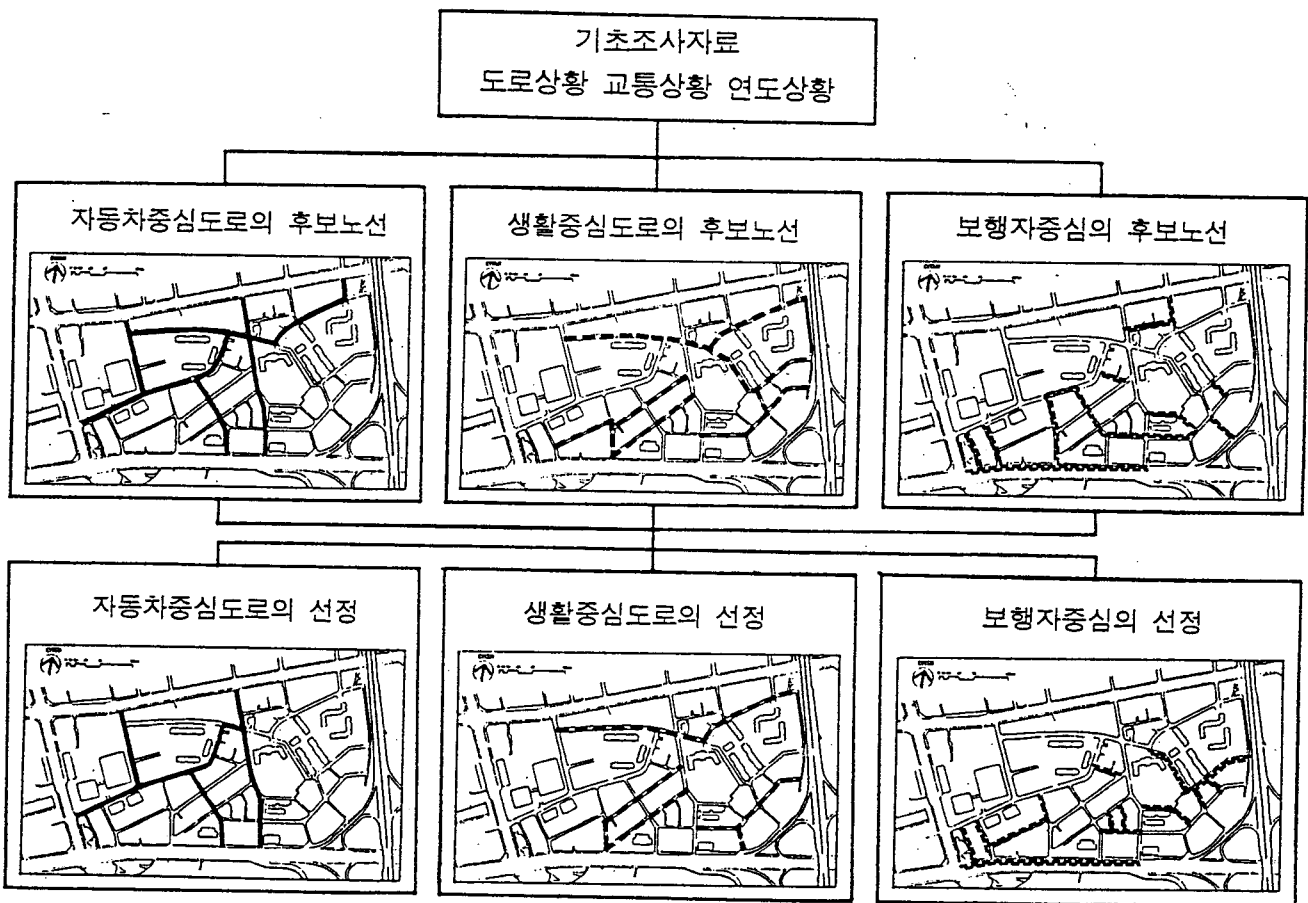 기초조사자료
도로상황 교통상황 연도상황
자동차중심도로의 후보노선
생활중심도로의 후보노선
보행자중심의 후보노선
자동차중심도로의 선정
생활중심도로의 선정
보행자중심의 선정